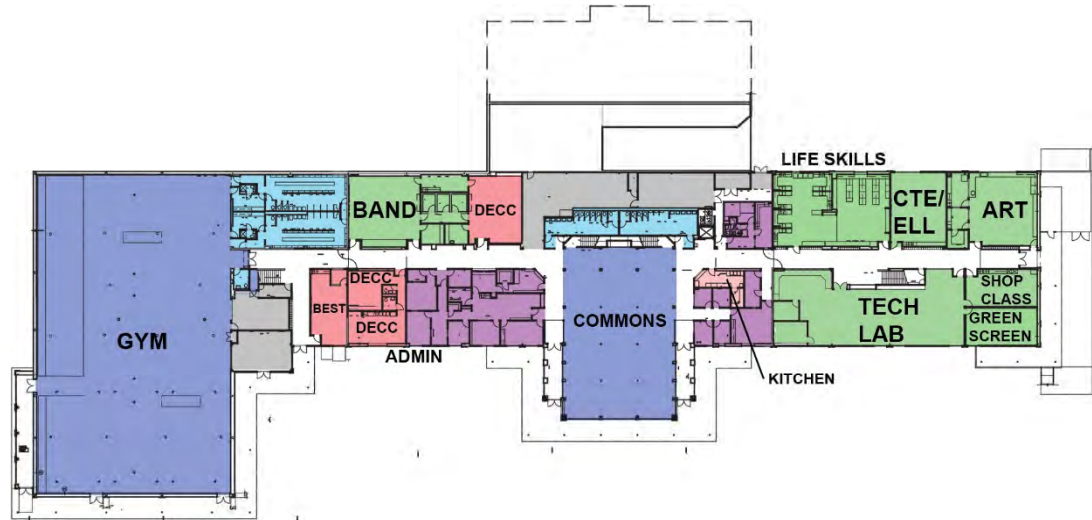 LIFE SKILLS
BAND
DECC
CTE/
ELL
ART
DECC
BEST
DECC
ADMIN
GYM
COMMONS
KITCHEN
TECH
LAB
SHOP
CLASS
GREEN
SCREEN